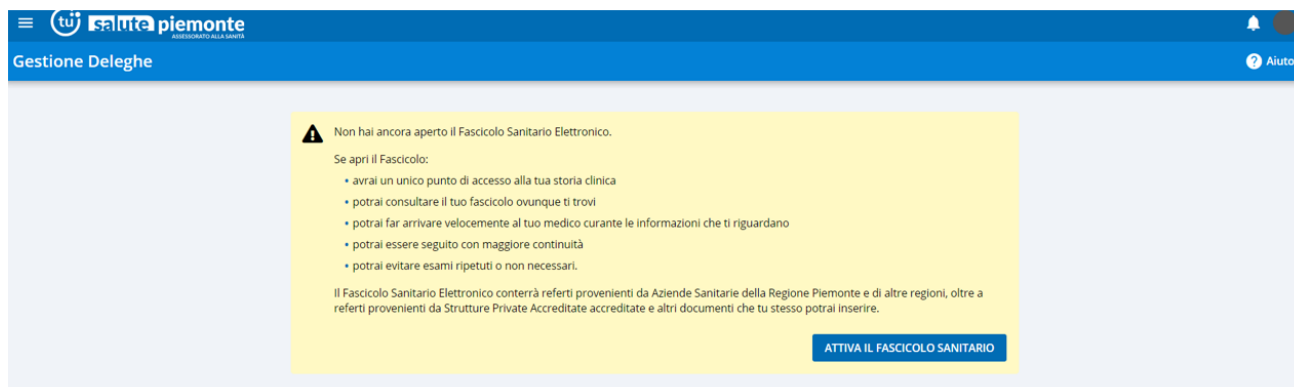 tu salute piemonte
ASSESSORATO ALLA SANITÀ
Gestione Deleghe
Aiuto
Non hai ancora aperto il Fascicolo Sanitario Elettronico.
Se apri il Fascicolo:
• avrai un unico punto di accesso alla tua storia clinica
• potrai consultare il tuo fascicolo ovunque ti trovi
• potrai far arrivare velocemente al tuo medico curante le informazioni che ti riguardano
• potrai essere seguito con maggiore continuità
• potrai evitare esami ripetuti o non necessari.
Il Fascicolo Sanitario Elettronico conterrà referti provenienti da Aziende Sanitarie della Regione Piemonte e di altre regioni, oltre a
referti provenienti da Strutture Private Accreditate accreditate e altri documenti che tu stesso potrai inserire.
ATTIVA IL FASCICOLO SANITARIO